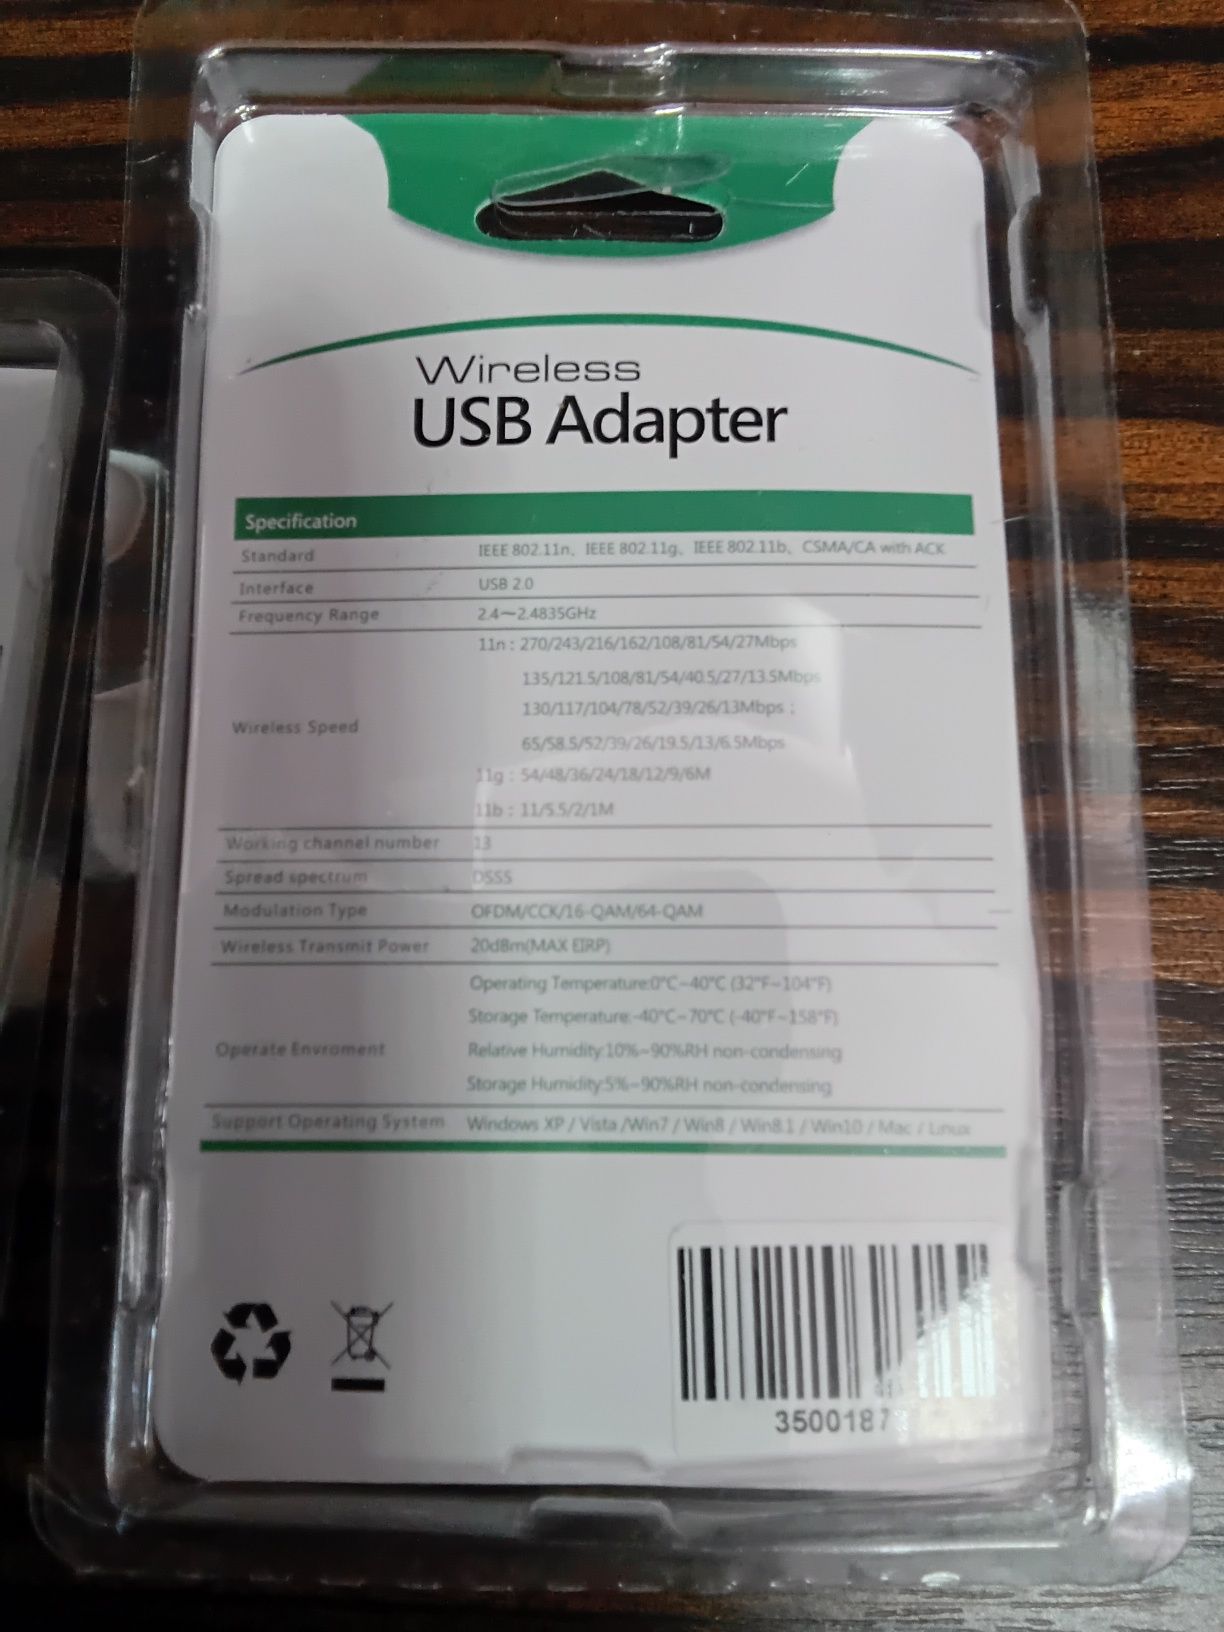 Wireless
USB Adapter
Specification
Standard IEEE 802.11n、IEEE 802.11g、IEEE 802.11b、CSMA/CA with ACK
Interface USB 2.0
Frequency Range 2.4～2.4835GHz
Wireless Speed 11n : 270/243/216/162/108/81/54/27Mbps
135/121.5/108/81/54/40.5/27/13.5Mbps
130/117/104/78/52/39/26/13Mbps ;
65/58.5/52/39/26/19.5/13/6.5Mbps
11g : 54/48/36/24/18/12/9/6M
11b : 11/5.5/2/1M
Working channel number 13
Spread spectrum DSSS
Modulation Type OFDM/CCK/16-QAM/64-QAM
Wireless Transmit Power 20d8m(MAX EIRP)
Operate Envroment Operating Temperature:0°C~40°C (32°F~104°F)
Storage Temperature:-40°C~70°C (-40°F~158°F)
Relative Humidity:10%~90%RH non-condensing
Storage Humidity:5%~90%RH non-condensing
Support Operating System Windows XP / Vista /Win7 / Win8 / Win8.1 / Win10 / Mac / Linux